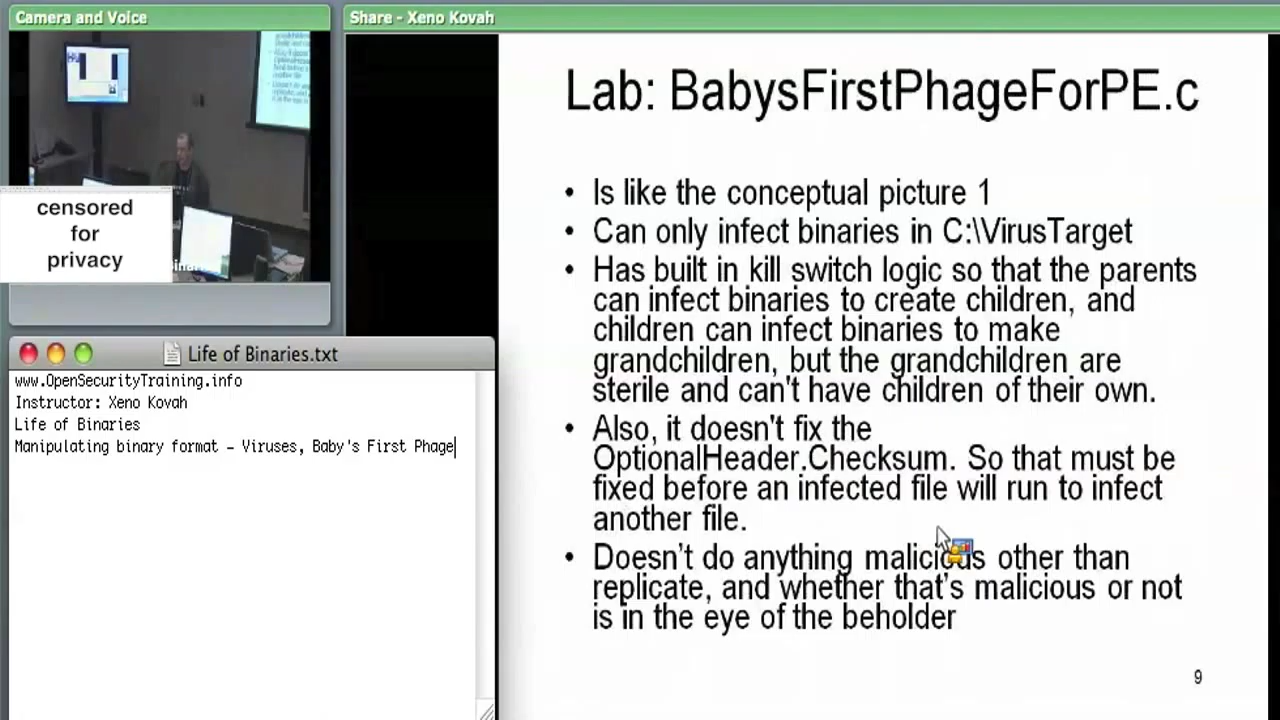 Camera and Voice
Share - Xeno Kovah
censored
for
privacy
Life of Binaries.txt
www.OpenSecurityTraining.info
Instructor: Xeno Kovah
Life of Binaries
Manipulating binary format - Viruses, Baby's First Phage
Lab: BabysFirstPhageForPE.c
• Is like the conceptual picture 1
• Can only infect binaries in C:\VirusTarget
• Has built in kill switch logic so that the parents
can infect binaries to create children, and
children can infect binaries to make
grandchildren, but the grandchildren are
sterile and can't have children of their own.
• Also, it doesn't fix the
OptionalHeader.Checksum. So that must be
fixed before an infected file will run to infect
another file.
• Doesn't do anything malicious other than
replicate, and whether that's malicious or not
is in the eye of the beholder
9